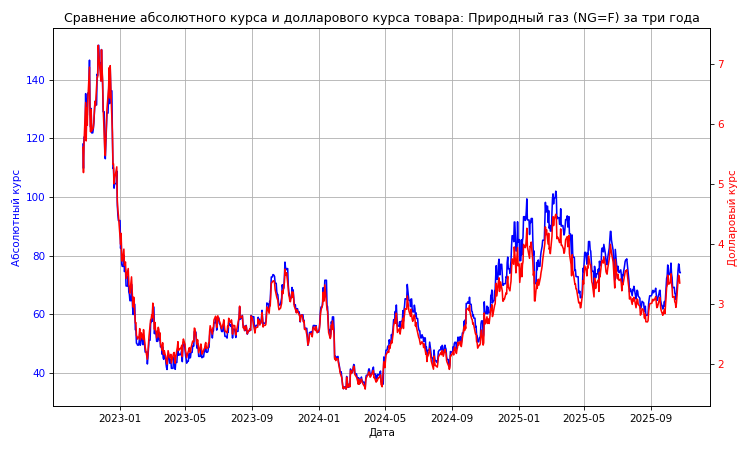 Сравнение абсолютного курса и долларового курса товара: Природный газ (NG=F) за три года
Абсолютный курс
140
120
100
80
60
40
7
6
5
4
3
2
Долларовый курс
2023-01 2023-05 2023-09 2024-01 2024-05 2024-09 2025-01 2025-05 2025-09
Дата